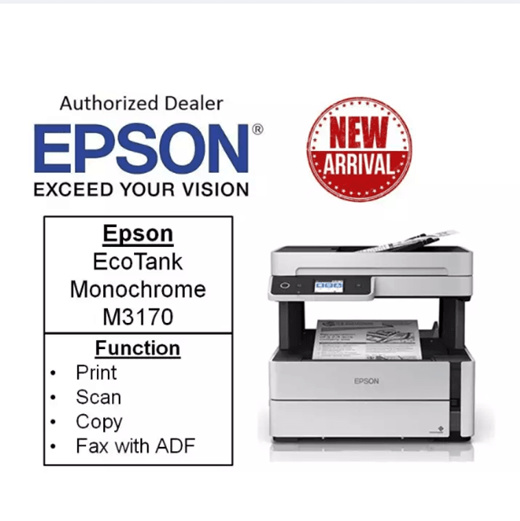 Authorized Dealer
EPSON®
EXCEED YOUR VISION
NEW
ARRIVAL
Epson
EcoTank
Monochrome
M3170
Function
• Print
• Scan
• Copy
• Fax with ADF
EPSON